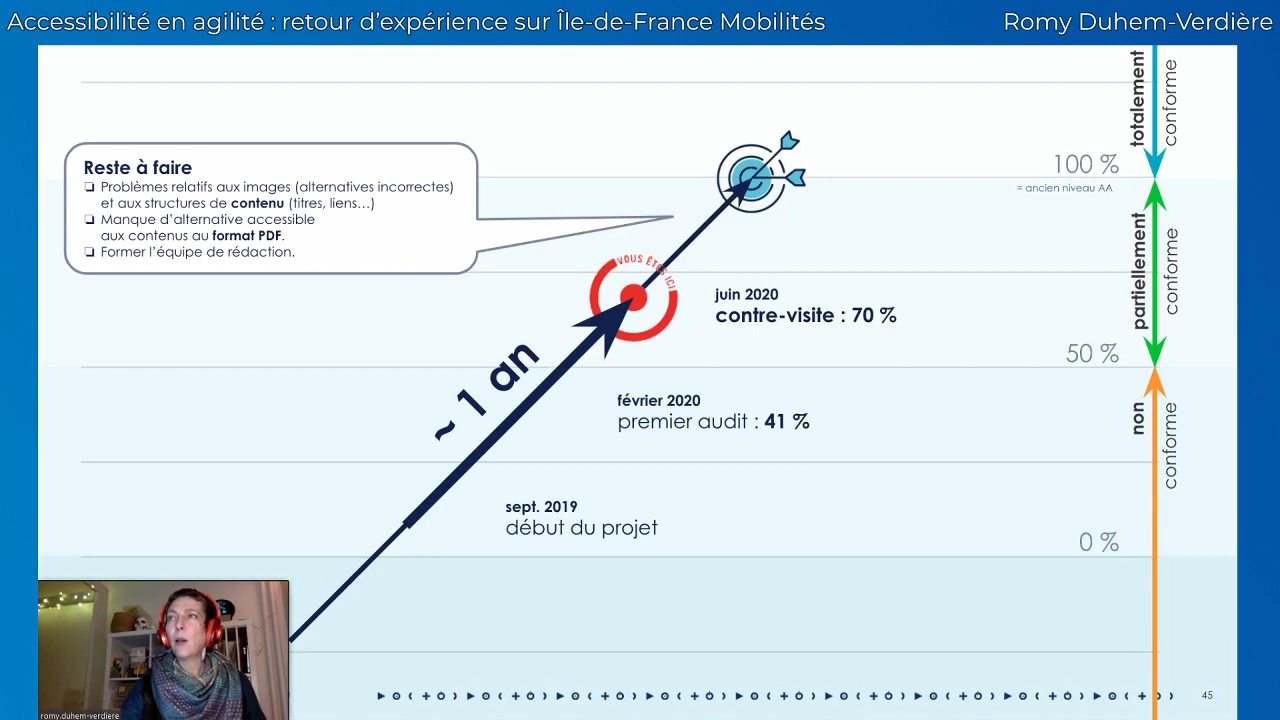 Accessibilité en agilité : retour d’expérience sur Île-de-France Mobilités
Romy Duhem-Verdière
totalement
conforme
100 %
= ancien niveau AA
Reste à faire
❑ Problèmes relatifs aux images (alternatives incorrectes)
et aux structures de contenu (titres, liens…)
❑ Manque d’alternative accessible
aux contenus au format PDF.
❑ Former l’équipe de rédaction.
VOUS ÊTES ICI
partiellement
conforme
juin 2020
contre-visite : 70 %
50 %
~ 1 an
février 2020
premier audit : 41 %
non
conforme
sept. 2019
début du projet
0 %
45
romy.duhem-verdiere